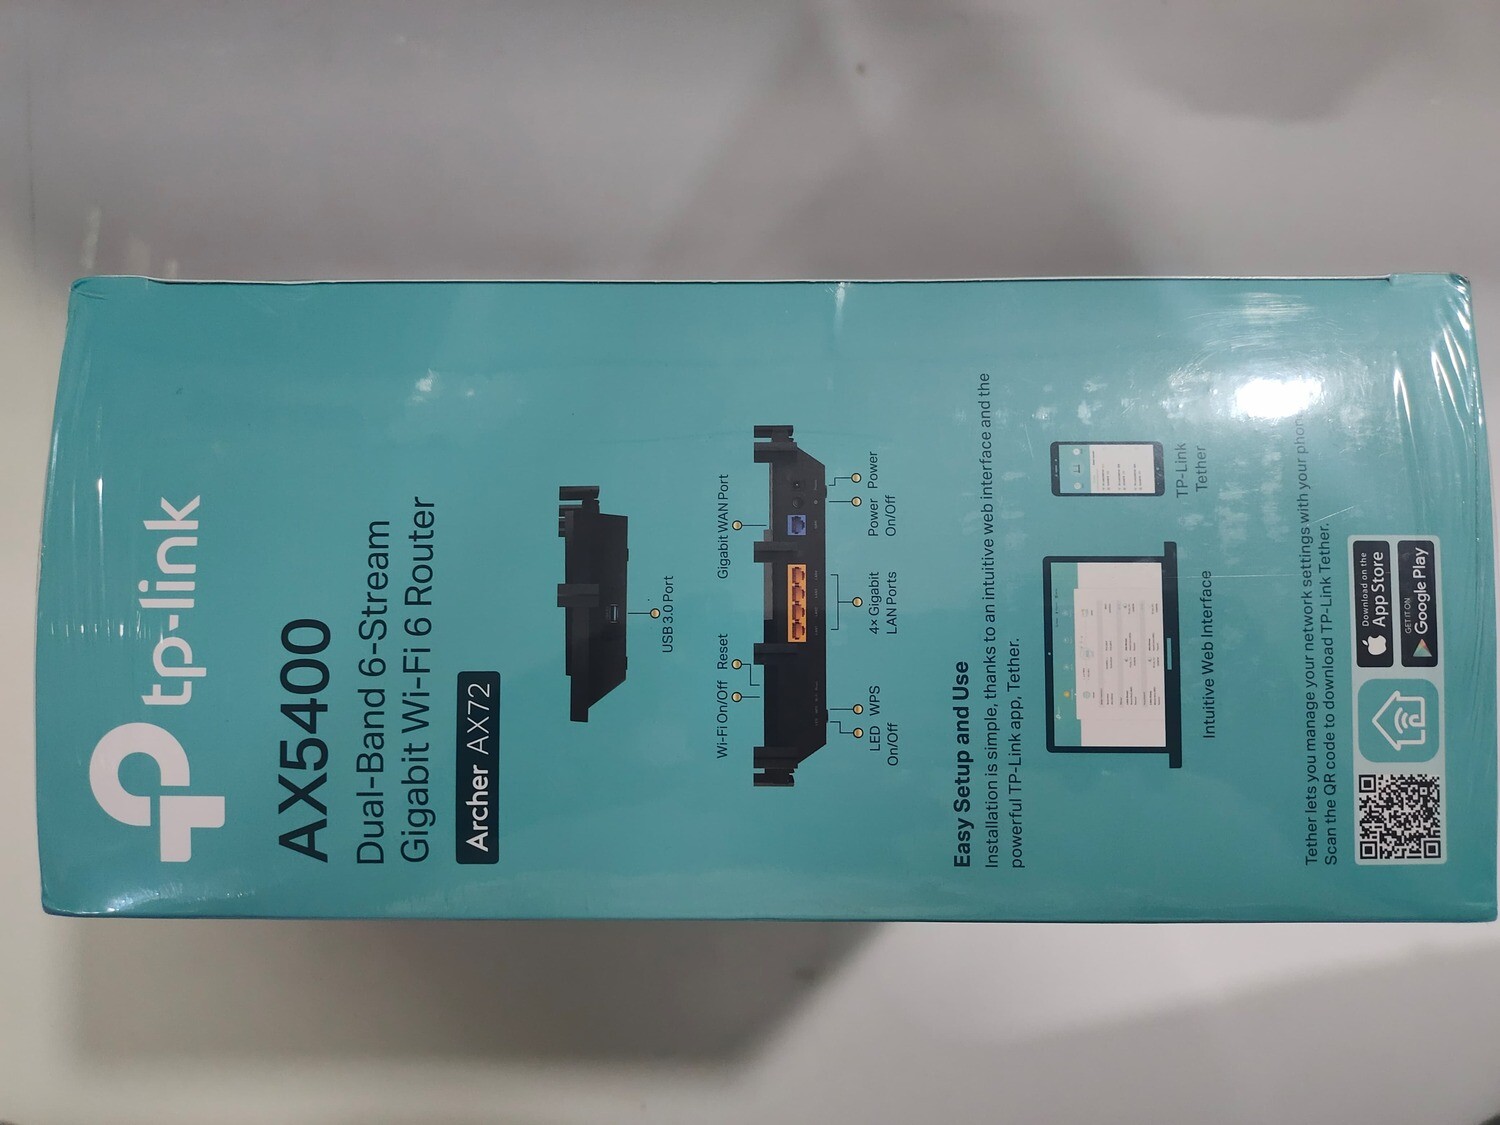 tp-link
AX5400
Dual-Band 6-Stream
Gigabit Wi-Fi 6 Router
Archer AX72
USB 3.0 Port
Wi-Fi On/Off
Reset
Gigabit WAN Port
LED
On/Off
WPS
4× Gigabit
LAN Ports
Power
On/Off
Power
Easy Setup and Use
Installation is simple, thanks to an intuitive web interface and the
powerful TP-Link app, Tether.
Intuitive Web Interface
TP-Link
Tether
Tether lets you manage your network settings with your phone.
Scan the QR code to download TP-Link Tether.
Download on the
App Store
GET IT ON
Google Play